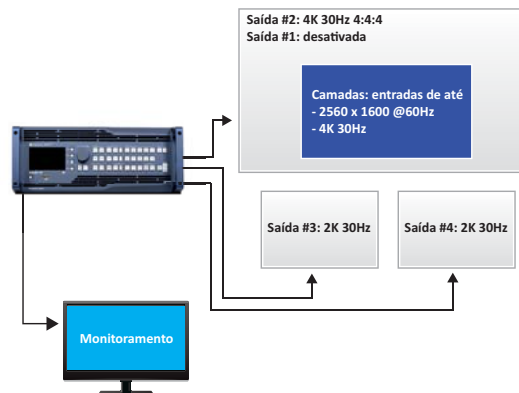 Saída #2: 4K 30Hz 4:4:4
Saída #1: desativada
Camadas: entradas de até
- 2560 x 1600 @60Hz
- 4K 30Hz
Saída #3: 2K 30Hz
Saída #4: 2K 30Hz
Monitoramento